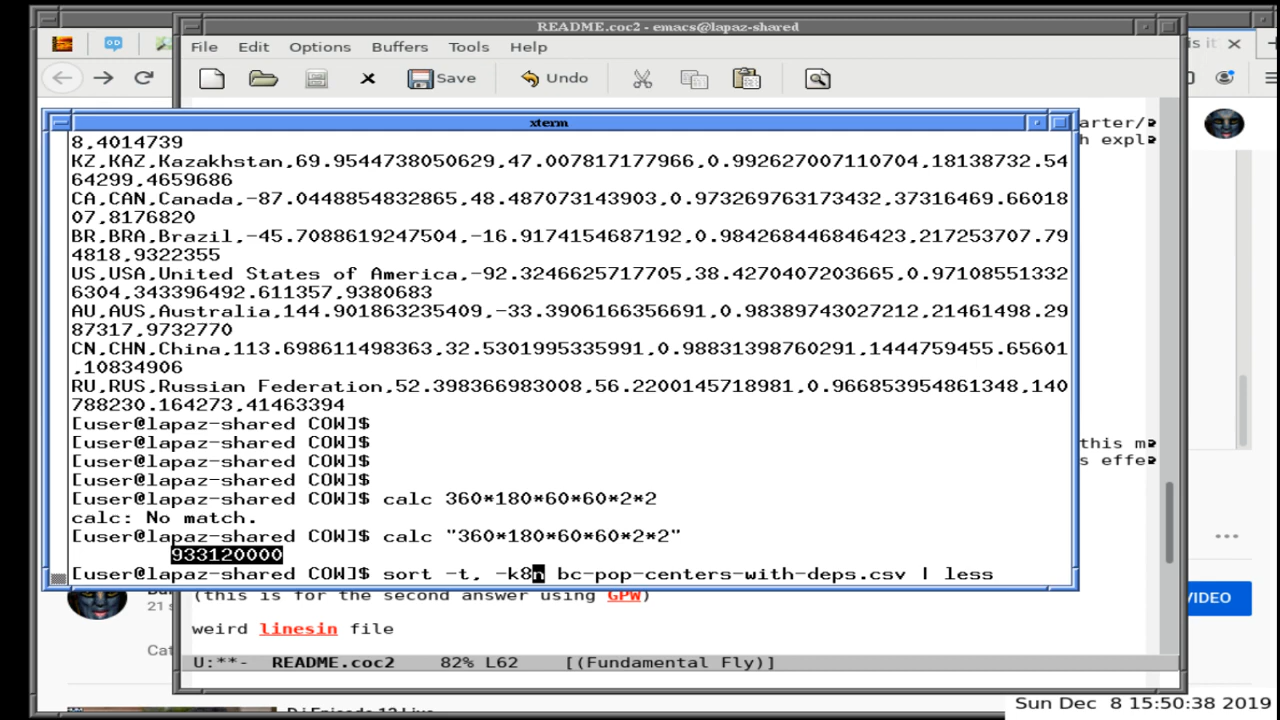 README.coc2 - emacs@lapaz-shared
File Edit Options Buffers Tools Help
Save Undo
is it
xterm
arter/
h expl
8,4014739
KZ,KAZ,Kazakhstan,69.9544738050629,47.007817177966,0.992627007110704,18138732.54
64299,4659686
CA,CAN,Canada,-87.0448854832865,48.487073143903,0.973269763173432,37316469.66018
07,8176820
BR,BRA,Brazil,-45.7088619247504,-16.9174154687192,0.984268446846423,217253707.79
4818,9322355
US,USA,United States of America,-92.3246625717705,38.4270407203665,0.97108551332
6304,343396492.611357,9380683
AU,AUS,Australia,144.901863235409,-33.3906166356691,0.98389743027212,21461498.29
87317,9732770
CN,CHN,China,113.698611498363,32.5301995335991,0.98831398760291,1444759455.65601
,10834906
RU,RUS,Russian Federation,52.398366983008,56.2200145718981,0.966853954861348,140
788230.164273,41463394
[user@lapaz-shared COW]$
[user@lapaz-shared COW]$
[user@lapaz-shared COW]$
[user@lapaz-shared COW]$
[user@lapaz-shared COW]$ calc 360*180*60*60*2*2
calc: No match.
[user@lapaz-shared COW]$ calc "360*180*60*60*2*2"
933120000
[user@lapaz-shared COW]$ sort -t, -k8n bc-pop-centers-with-deps.csv | less
this m
s effe
(this is for the second answer using GPW)
VIDEO
21 s
weird linesin file
Cat
U:**- README.coc2 82% L62 [(Fundamental Fly)]
Sun Dec 8 15:50:38 2019